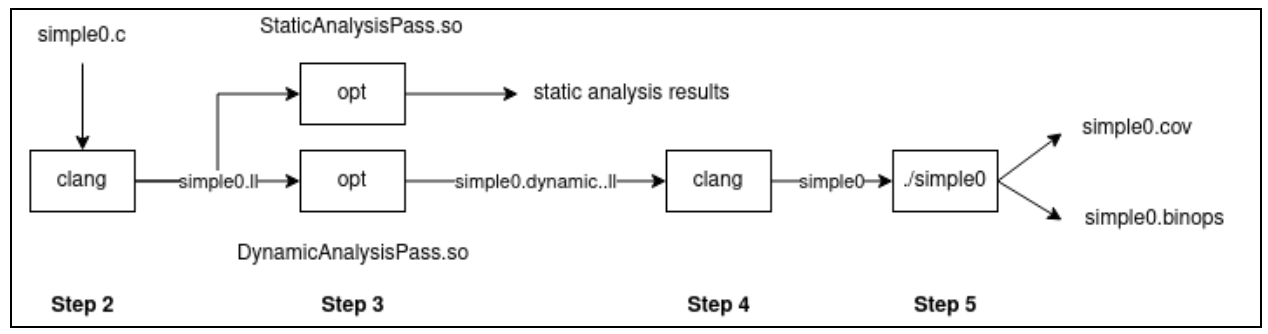 simple0.c
StaticAnalysisPass.so
opt
static analysis results
simple0.cov
clang
simple0.ll
opt
simple0.dynamic..ll
clang
simple0
./simple0
simple0.binops
DynamicAnalysisPass.so
Step 2
Step 3
Step 4
Step 5